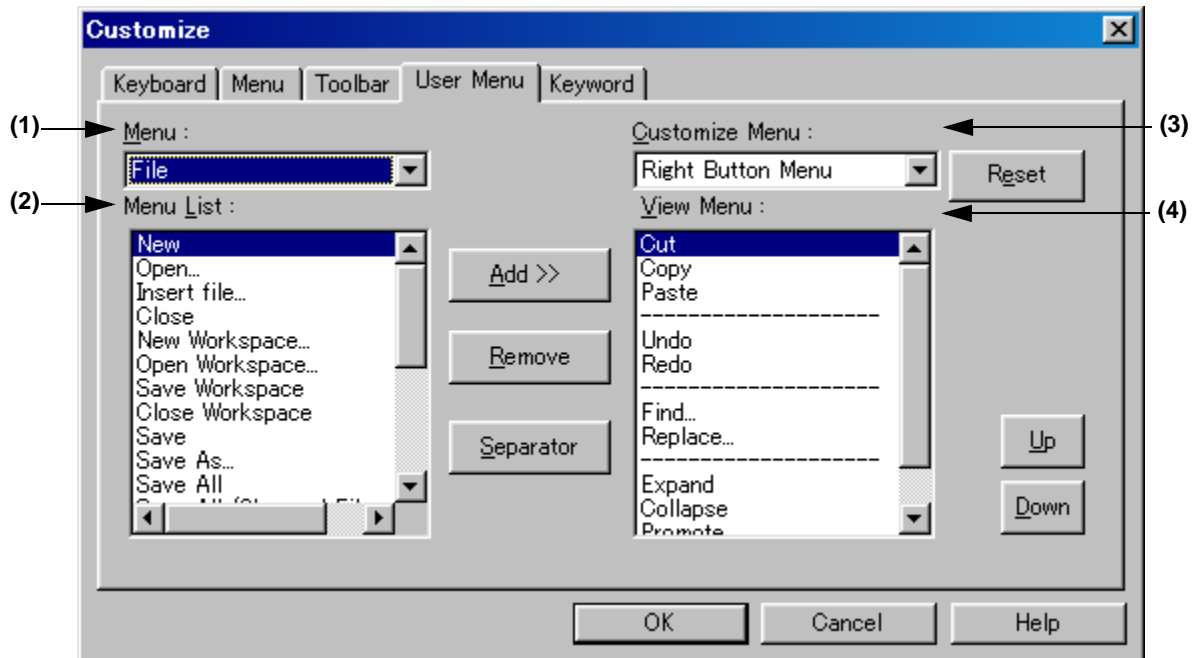 Customize
Keyboard Menu Toolbar User Menu Keyword
(1) Menu :
File
(2) Menu List :
New
Open...
Insert file...
Close
New Workspace...
Open Workspace...
Save Workspace
Close Workspace
Save
Save As...
Save All
Add >>
Remove
Separator
Customize Menu : (3)
Right Button Menu
Reset
View Menu : (4)
Cut
Copy
Paste
--------------------
Undo
Redo
--------------------
Find...
Replace...
--------------------
Expand
Collapse
Promote
Up
Down
OK Cancel Help